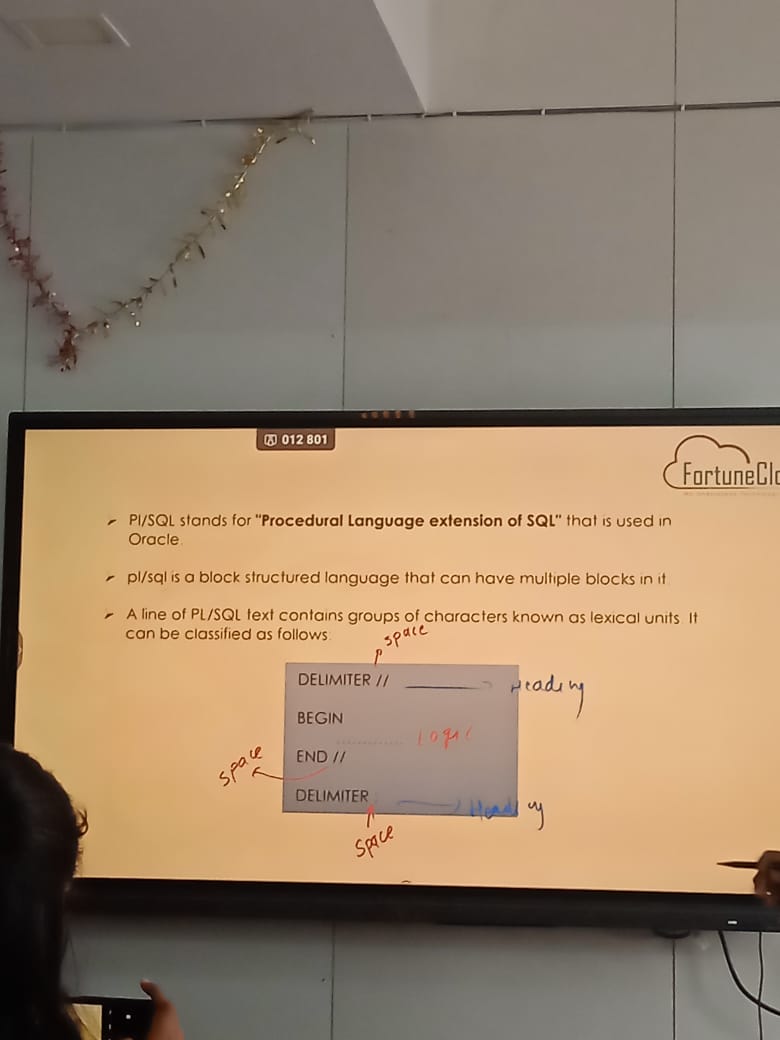 012 801
FortuneClo
Pl/SQL stands for "Procedural Language extension of SQL" that is used in
Oracle.
pl/sql is a block structured language that can have multiple blocks in it.
A line of PL/SQL text contains groups of characters known as lexical units. It
can be classified as follows:
space
DELIMITER // Heading
BEGIN
.............. Logic
END //
space
DELIMITER Heading
space